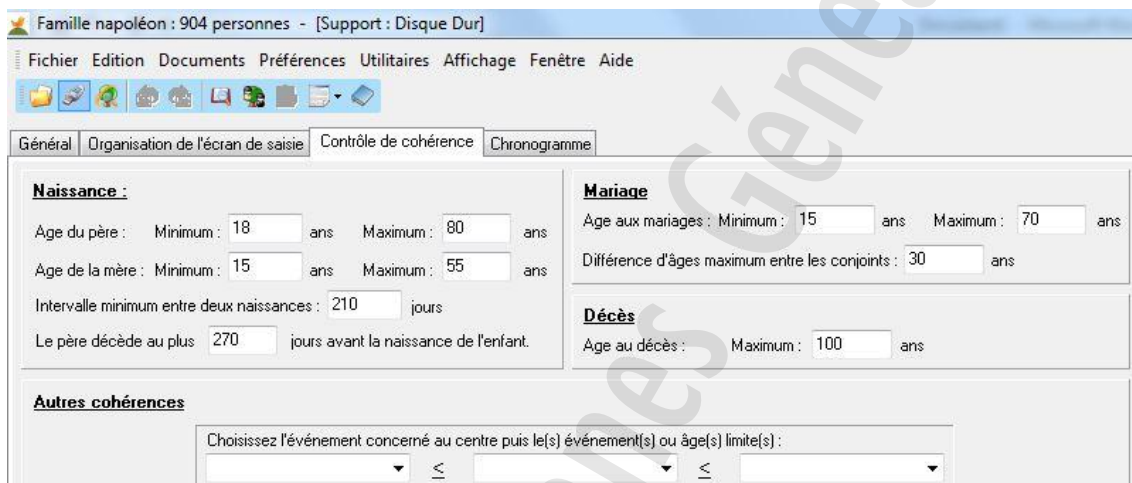 Famille napoléon : 904 personnes - [Support : Disque Dur]
Fichier Edition Documents Préférences Utilitaires Affichage Fenêtre Aide
Général Organisation de l'écran de saisie Contrôle de cohérence Chronogramme
Naissance :
Age du père : Minimum : 18 ans Maximum : 80 ans
Age de la mère : Minimum : 15 ans Maximum : 55 ans
Intervalle minimum entre deux naissances : 210 jours
Le père décède au plus 270 jours avant la naissance de l'enfant.
Mariage
Age aux mariages : Minimum : 15 ans Maximum : 70 ans
Différence d'âges maximum entre les conjoints : 30 ans
Décès
Age au décès : Maximum : 100 ans
Autres cohérences
Choisissez l'événement concerné au centre puis le(s) événement(s) ou âge(s) limite(s) :
≤ ≤